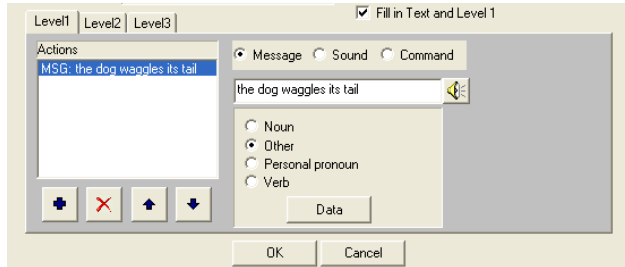 Fill in Text and Level 1
Level1 Level2 Level3
Actions
MSG: the dog waggles its tail
Message Sound Command
the dog waggles its tail
Noun
Other
Personal pronoun
Verb
Data
OK Cancel